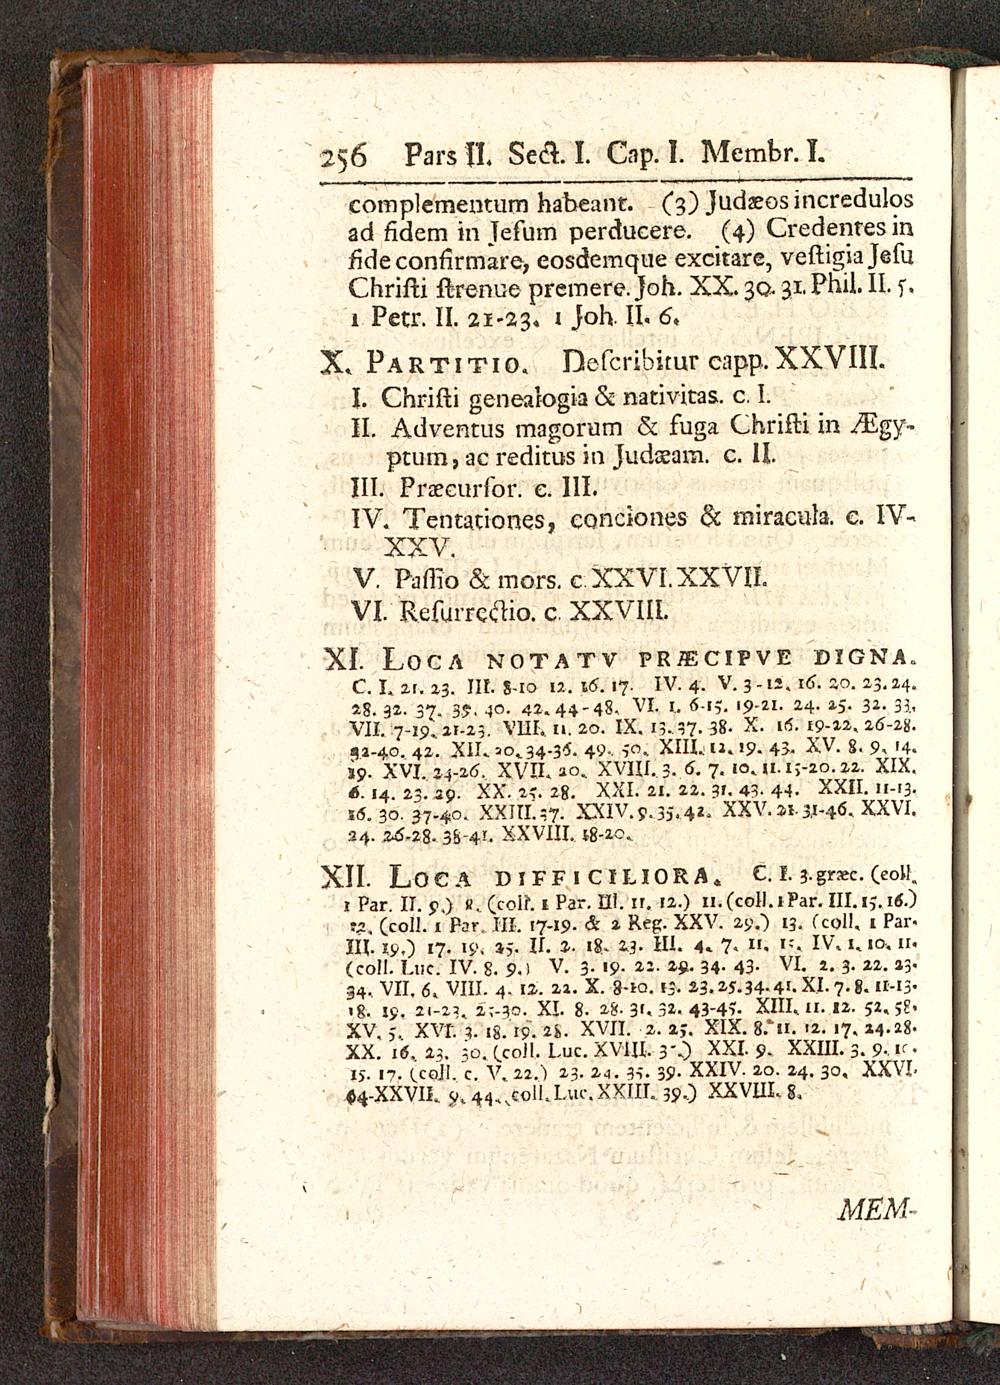 256 Pars II. Sect. I. Cap. I. Membr. I.
complementum habeant. (3) Judæos incredulos
ad fidem in Jeſum perducere. (4) Credentes in
fide confirmare, eosdemque excitare, veſtigia Jeſu
Chriſti ſtrenue premere. Joh. XX. 30. 31. Phil. II. 5.
1 Petr. II. 21-23. 1 Joh. II. 6.
X. PARTITIO. Deſcribitur capp. XXVIII.
I. Chriſti genealogia & nativitas. c. I.
II. Adventus magorum & fuga Chriſti in Ægy-
ptum, ac reditus in Judæam. c. II.
III. Præcurſor. c. III.
IV. Tentationes, conciones & miracula. c. IV-
XXV.
V. Paſſio & mors. c. XXVI. XXVII.
VI. Reſurrectio. c. XXVIII.
XI. LOCA NOTATV PRÆCIPVE DIGNA.
C. I. 21. 23. III. 8-10 12. 16. 17. IV. 4. V. 3-12. 16. 20. 23. 24.
28. 32. 37. 39. 40. 42. 44-48. VI. 1. 6-15. 19-21. 24. 25. 32. 33.
VII. 7-19. 21-23. VIII. 11. 20. IX. 13. 37. 38. X. 16. 19-22. 26-28.
32-40. 42. XII. 20. 34-36. 49. 50. XIII. 12. 19. 43. XV. 8. 9. 14.
19. XVI. 24-26. XVII. 20. XVIII. 3. 6. 7. 10. 11. 15-20. 22. XIX.
6. 14. 23. 29. XX. 25. 28. XXI. 21. 22. 31. 43. 44. XXII. 11-13.
16. 30. 37-40. XXIII. 37. XXIV. 9. 35. 42. XXV. 21. 31-46. XXVI.
24. 26-28. 38-41. XXVIII. 18-20.
XII. LOCA DIFFICILIORA. C. I. 3. græc. (coll.
1 Par. II. 9.) 8. (coll. 1 Par. III. 11. 12.) 11. (coll. 1 Par. III. 15. 16.)
12. (coll. 1 Par. III. 17-19. & 2 Reg. XXV. 29.) 13. (coll. 1 Par.
III. 19.) 17. 19. 25. II. 2. 18. 23. III. 4. 7. 11. 15. IV. 1. 10. 11.
(coll. Luc. IV. 8. 9.) V. 3. 19. 22. 29. 34. 43. VI. 2. 3. 22. 23.
34. VII. 6. VIII. 4. 12. 22. X. 8-10. 13. 23. 25. 34. 41. XI. 7. 8. 11-13.
18. 19. 21-23. 25-30. XI. 8. 28. 31. 32. 43-45. XIII. 11. 12. 52. 58.
XV. 5. XVI. 3. 18. 19. 28. XVII. 2. 25. XIX. 8. 11. 12. 17. 24. 28.
XX. 16. 23. 30. (coll. Luc. XVIII. ) XXI. 9. XXIII. 3. 9.
15. 17. (coll. c. V. 22.) 23. 24. 35. 39. XXIV. 20. 24. 30. XXVI.
64-XXVII. 9. 44. (coll. Luc. XXIII. 39.) XXVIII. 8.
MEM-